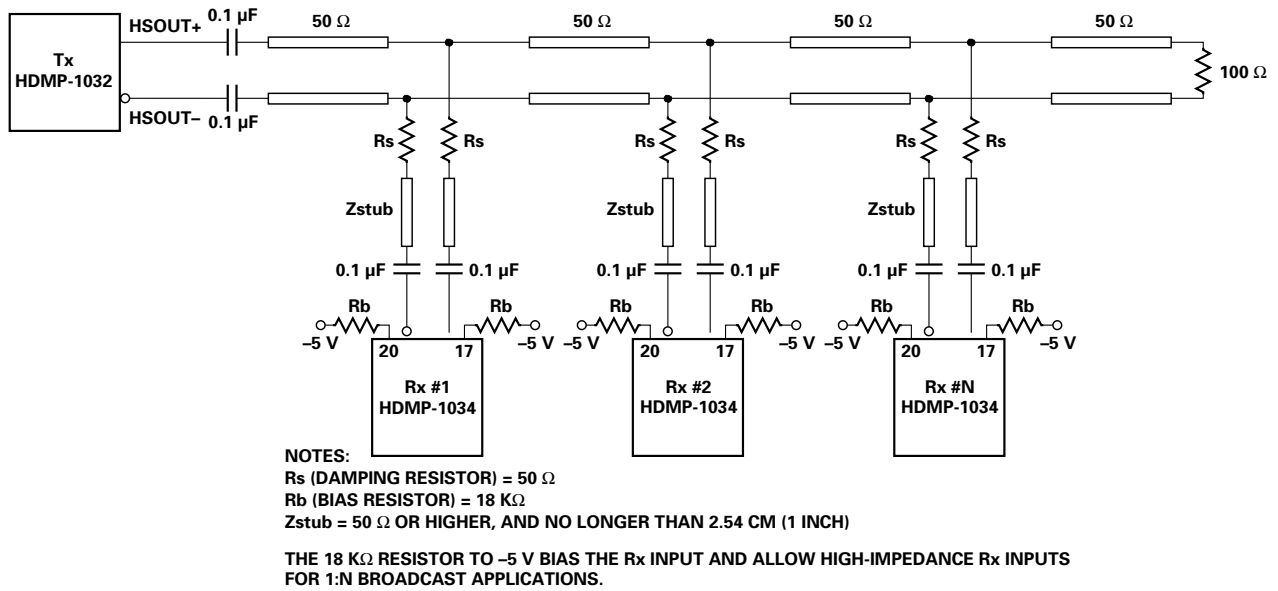 Tx
HDMP-1032
HSOUT+
0.1 µF
HSOUT–
0.1 µF
50 Ω
50 Ω
50 Ω
50 Ω
100 Ω
Rs
Rs
Rs
Rs
Rs
Rs
Zstub
Zstub
Zstub
0.1 µF
0.1 µF
0.1 µF
0.1 µF
0.1 µF
0.1 µF
Rb
Rb
Rb
Rb
Rb
Rb
–5 V
–5 V
–5 V
–5 V
–5 V
–5 V
20
17
20
17
20
17
Rx #1
HDMP-1034
Rx #2
HDMP-1034
Rx #N
HDMP-1034
NOTES:
Rs (DAMPING RESISTOR) = 50 Ω
Rb (BIAS RESISTOR) = 18 KΩ
Zstub = 50 Ω OR HIGHER, AND NO LONGER THAN 2.54 CM (1 INCH)
THE 18 KΩ RESISTOR TO –5 V BIAS THE Rx INPUT AND ALLOW HIGH-IMPEDANCE Rx INPUTS
FOR 1:N BROADCAST APPLICATIONS.